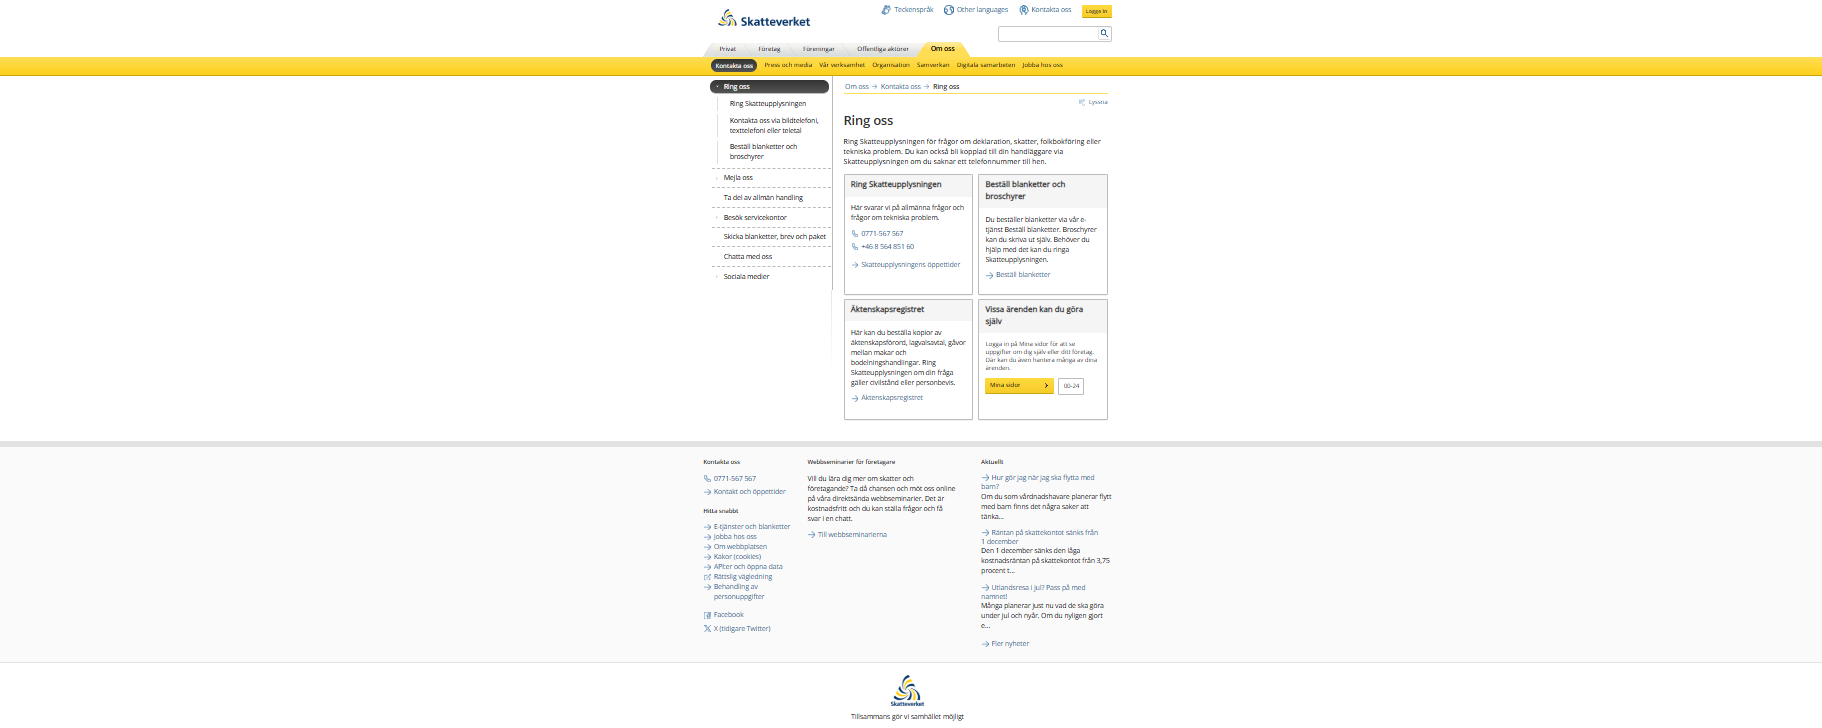 Skatteverket
Teckenspråk
Other languages
Kontakta oss
Logga in
Privat
Företag
Föreningar
Offentliga aktörer
Om oss
Kontakta oss
Press och media
Vår verksamhet
Organisation
Samverkan
Digitala samarbeten
Jobba hos oss
Ring oss
Ring Skatteupplysningen
Kontakta oss via bildtelefoni,
texttelefoni eller teletal
Beställ blanketter och
broschyrer
Mejla oss
Ta del av allmän handling
Besök servicekontor
Skicka blanketter, brev och paket
Chatta med oss
Sociala medier
Om oss → Kontakta oss → Ring oss
Lyssna
Ring oss
Ring Skatteupplysningen för frågor om deklaration, skatter, folkbokföring eller
tekniska problem. Du kan också bli kopplad till din handläggare via
Skatteupplysningen om du saknar ett telefonnummer till hen.
Ring Skatteupplysningen
Här svarar vi på allmänna frågor och
frågor om tekniska problem.
0771-567 567
+46 8 564 851 60
→ Skatteupplysningens öppettider
Beställ blanketter och
broschyrer
Du beställer blanketter via vår e-
tjänst Beställ blanketter. Broschyrer
kan du skriva ut själv. Behöver du
hjälp med det kan du ringa
Skatteupplysningen.
→ Beställ blanketter
Äktenskapsregistret
Här kan du beställa kopior av
äktenskapsförord, lagvalsavtal, gåvor
mellan makar och
bodelningshandlingar. Ring
Skatteupplysningen om din fråga
gäller civilstånd eller personbevis.
→ Äktenskapsregistret
Vissa ärenden kan du göra
själv
Logga in på Mina sidor för att se
uppgifter om dig själv eller ditt företag.
Där kan du även hantera många av dina
ärenden.
Mina sidor
00-24
Kontakta oss
0771-567 567
→ Kontakt och öppettider
Hitta snabbt
→ E-tjänster och blanketter
→ Jobba hos oss
→ Om webbplatsen
→ Kakor (cookies)
→ API:er och öppna data
Rättslig vägledning
→ Behandling av
personuppgifter
Facebook
X (tidigare Twitter)
Webbseminarier för företagare
Vill du lära dig mer om skatter och
företagande? Ta då chansen och möt oss online
på våra direktsända webbseminarier. Det är
kostnadsfritt och du kan ställa frågor och få
svar i en chatt.
→ Till webbseminarierna
Aktuellt
→ Hur gör jag när jag ska flytta med
barn?
Om du som vårdnadshavare planerar flytt
med barn finns det några saker att
tänka...
→ Räntan på skattekontot sänks från
1 december
Den 1 december sänks den låga
kostnadsräntan på skattekontot från 3,75
procent t...
→ Utlandsresa i jul? Pass på med
namnet!
Många planerar just nu vad de ska göra
under jul och nyår. Om du nyligen gjort
e...
→ Fler nyheter
Skatteverket
Tillsammans gör vi samhället möjligt